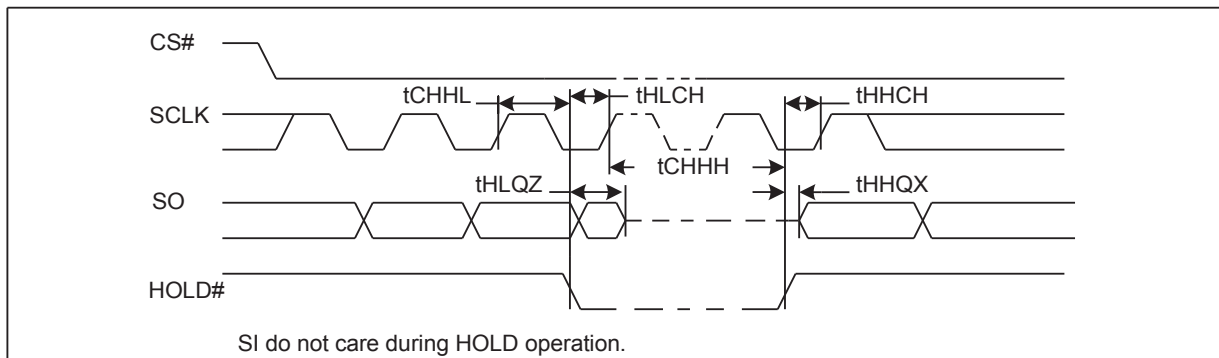 CS#
tCHHL
tHLCH
tHHCH
SCLK
tCHHH
tHLQZ
tHHQX
SO
HOLD#
SI do not care during HOLD operation.